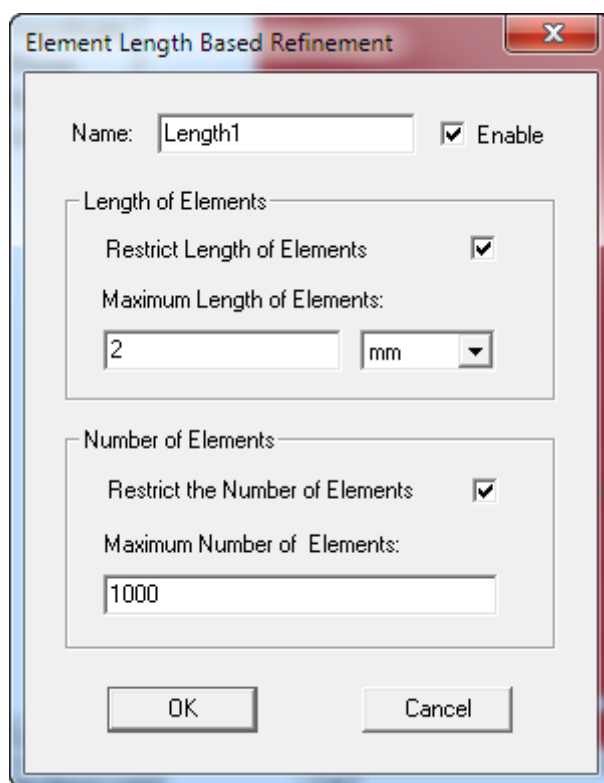 Element Length Based Refinement
Name: Length1 Enable
Length of Elements
Restrict Length of Elements
Maximum Length of Elements:
2 mm
Number of Elements
Restrict the Number of Elements
Maximum Number of Elements:
1000
OK Cancel